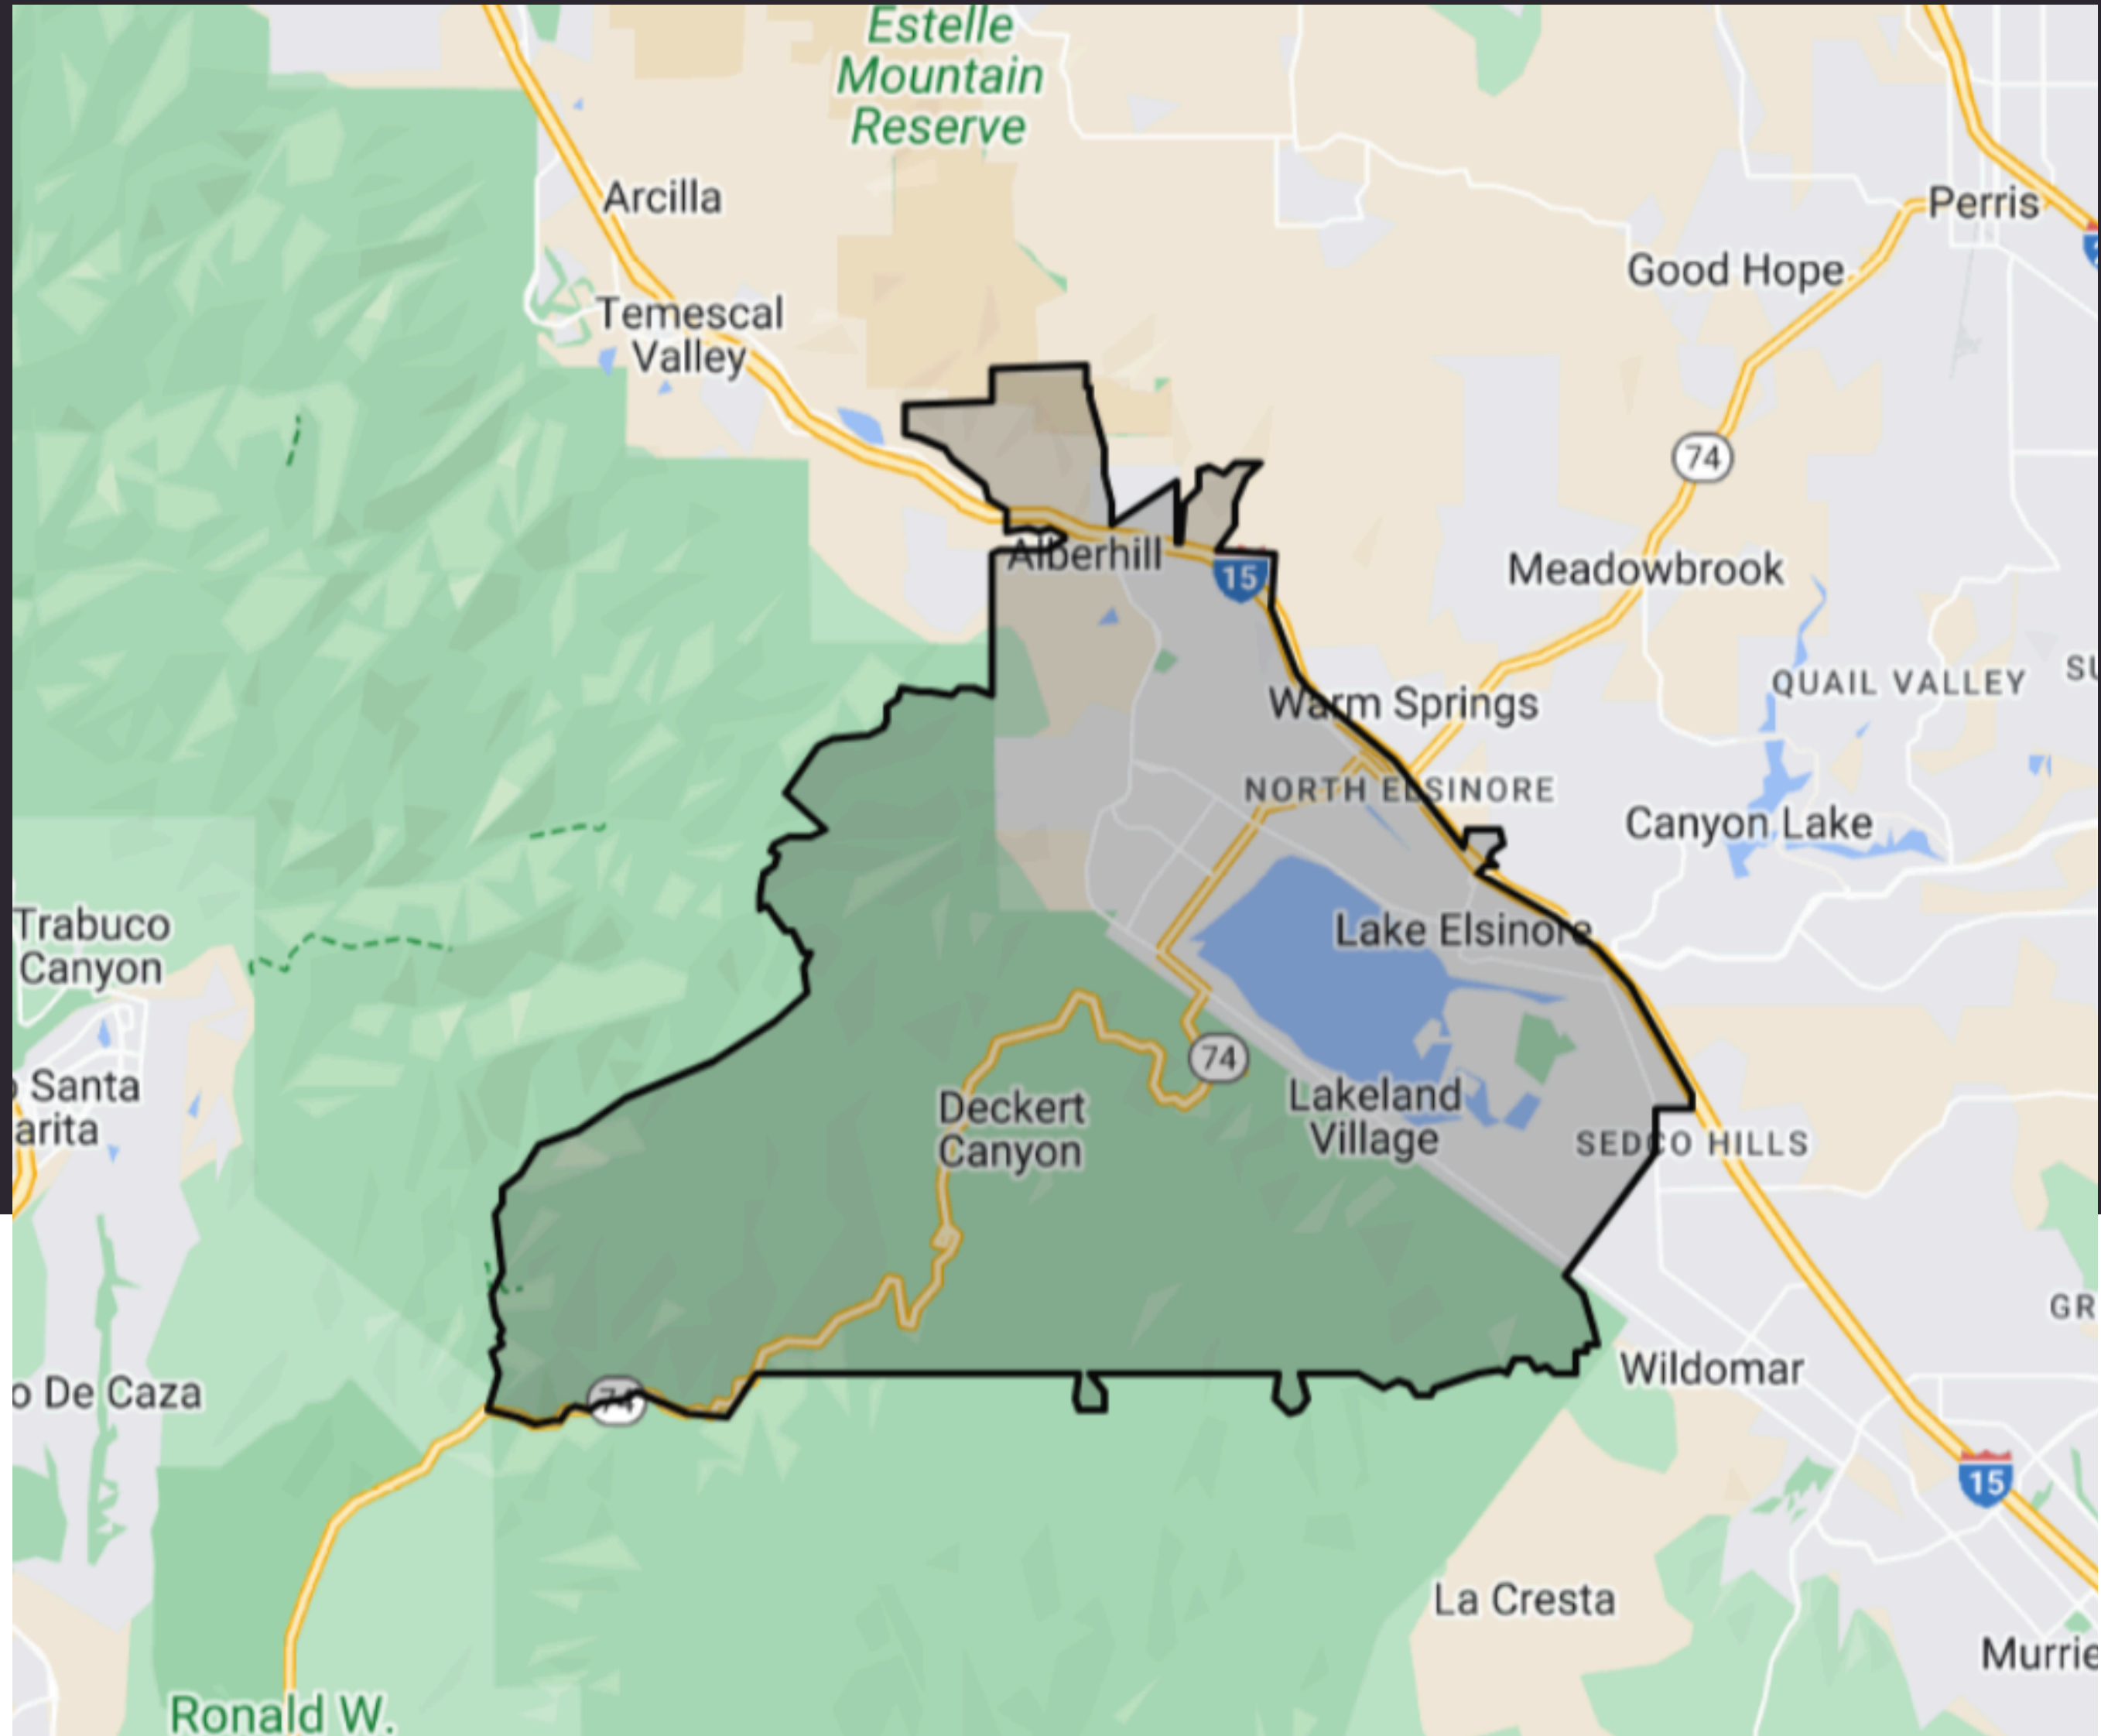 Estelle
Mountain
Reserve
Arcilla
Perris
Good Hope
Temescal
Valley
74
Alberhill
15
Meadowbrook
Warm Springs
QUAIL VALLEY
SU
NORTH ELSINORE
Canyon Lake
Trabuco
Canyon
Lake Elsinore
74
Santa
arita
Deckert
Canyon
Lakeland
Village
SEDCO HILLS
GR
o De Caza
74
Wildomar
15
La Cresta
Murrie
Ronald W.